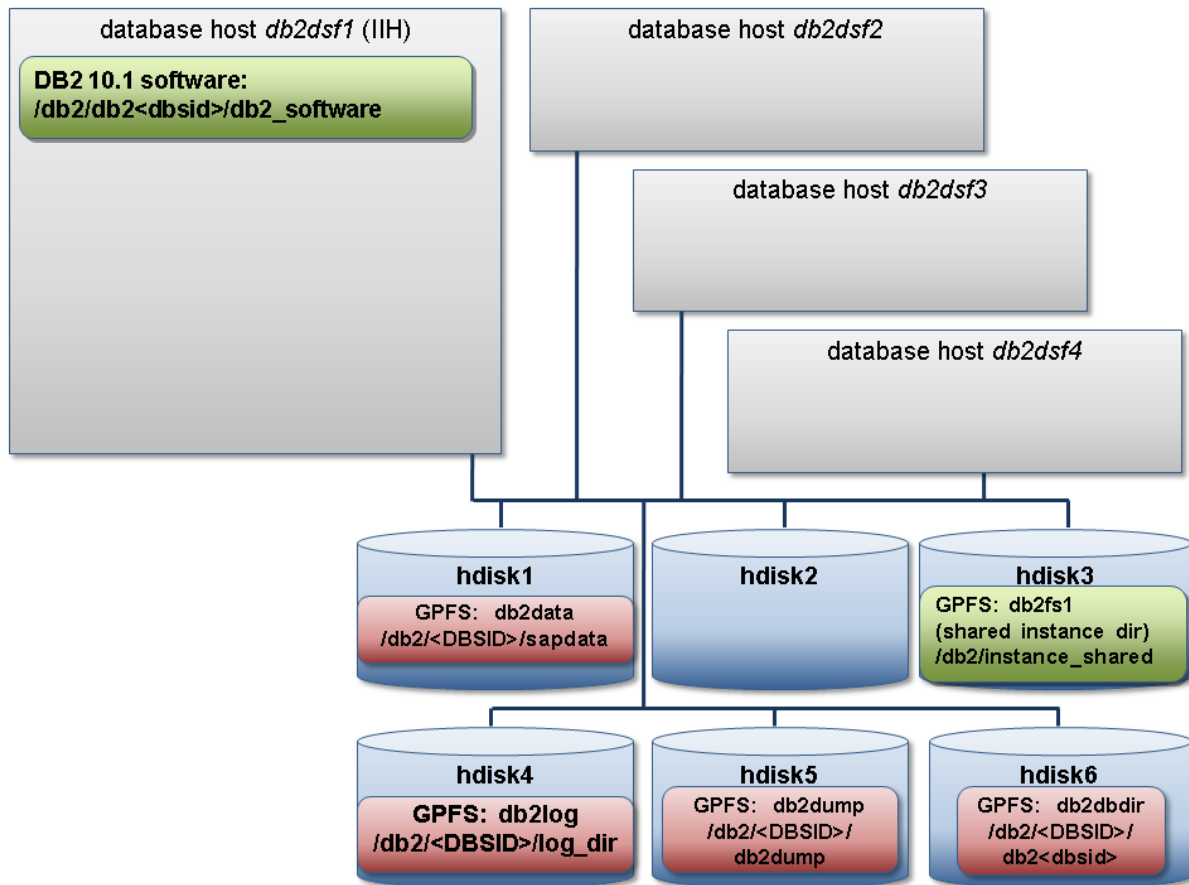 database host db2dsf1 (IIH)
DB2 10.1 software:
/db2/db2<dbsid>/db2_software
database host db2dsf2
database host db2dsf3
database host db2dsf4
hdisk1
GPFS: db2data
/db2/<DBSID>/sapdata
hdisk2
hdisk3
GPFS: db2fs1
(shared instance dir)
/db2/instance_shared
hdisk4
GPFS: db2log
/db2/<DBSID>/log_dir
hdisk5
GPFS: db2dump
/db2/<DBSID>/
db2dump
hdisk6
GPFS: db2dbdir
/db2/<DBSID>/
db2<dbsid>